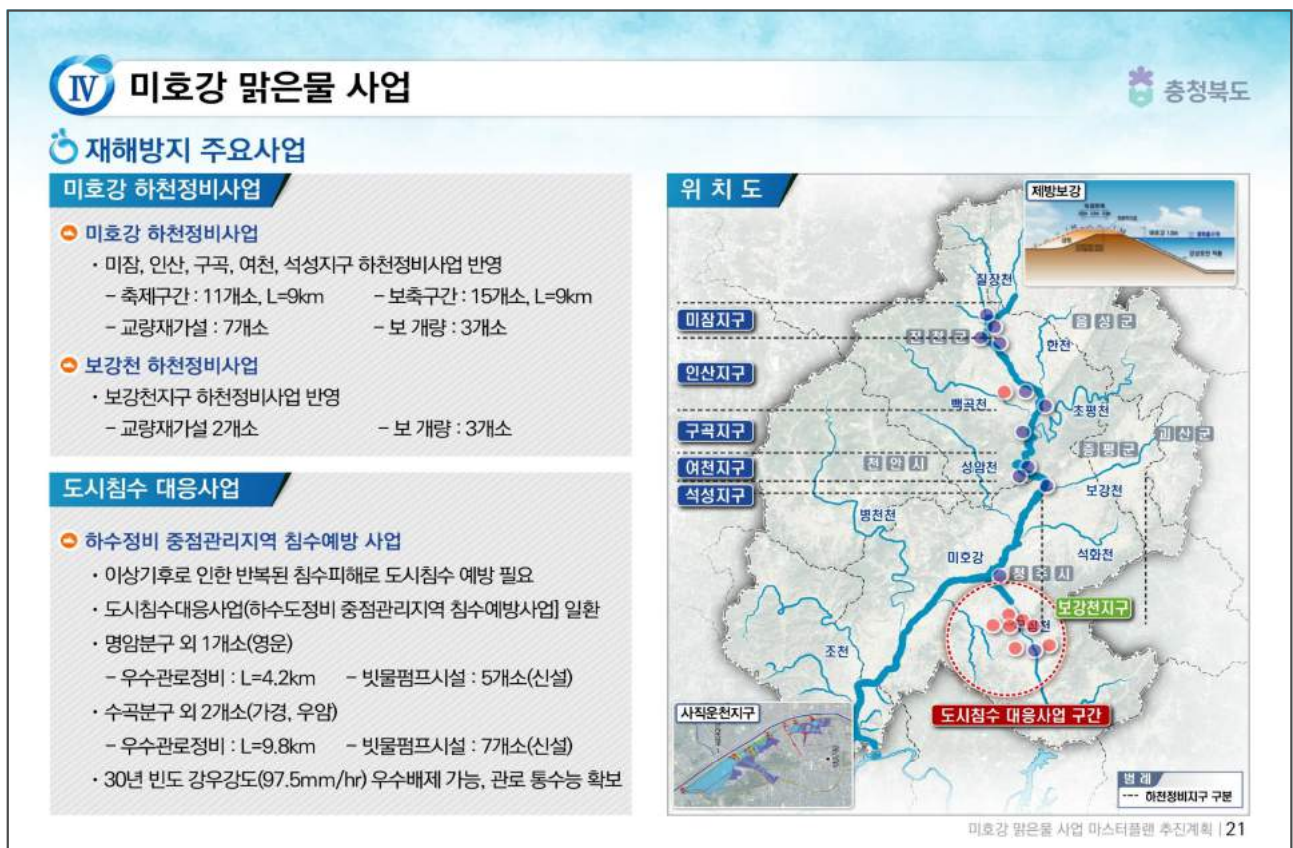 Ⅳ 미호강 맑은물 사업
충청북도
재해방지 주요사업
미호강 하천정비사업
미호강 하천정비사업
· 미잠, 인산, 구곡, 여천, 석성지구 하천정비사업 반영
- 축제구간 : 11개소, L=9km - 보축구간 : 15개소, L=9km
- 교량재가설 : 7개소 - 보 개량 : 3개소
보강천 하천정비사업
· 보강천지구 하천정비사업 반영
- 교량재가설 2개소 - 보 개량 : 3개소
도시침수 대응사업
하수정비 중점관리지역 침수예방 사업
· 이상기후로 인한 반복된 침수피해로 도시침수 예방 필요
· 도시침수대응사업(하수도정비 중점관리지역 침수예방사업] 일환
· 명암분구 외 1개소(영운)
- 우수관로정비 : L=4.2km - 빗물펌프시설 : 5개소(신설)
· 수곡분구 외 2개소(가경, 우암)
- 우수관로정비 : L=9.8km - 빗물펌프시설 : 7개소(신설)
· 30년 빈도 강우강도(97.5mm/hr) 우수배제 가능, 관로 통수능 확보
위 치 도
제방보강
칠장천
미잠지구
진천군
음성군
한천
인산지구
백곡천
초평천
구곡지구
증평군
괴산군
여천지구
천안시
성암천
석성지구
보강천
병천천
미호강
석화천
청주시
보강천지구
조천
사직운천지구
도시침수 대응사업 구간
범 례
--- 하천정비지구 구분
미호강 맑은물 사업 마스터플랜 추진계획 | 21